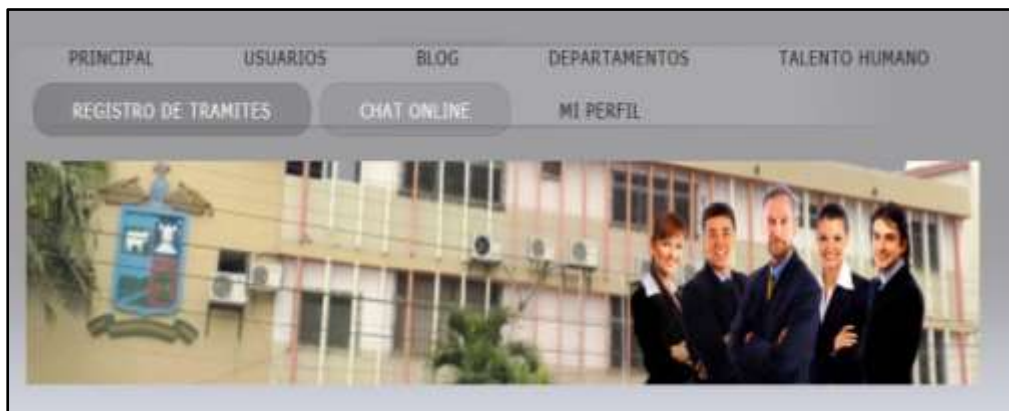 PRINCIPAL USUARIOS BLOG DEPARTAMENTOS TALENTO HUMANO
REGISTRO DE TRAMITES CHAT ONLINE MI PERFIL